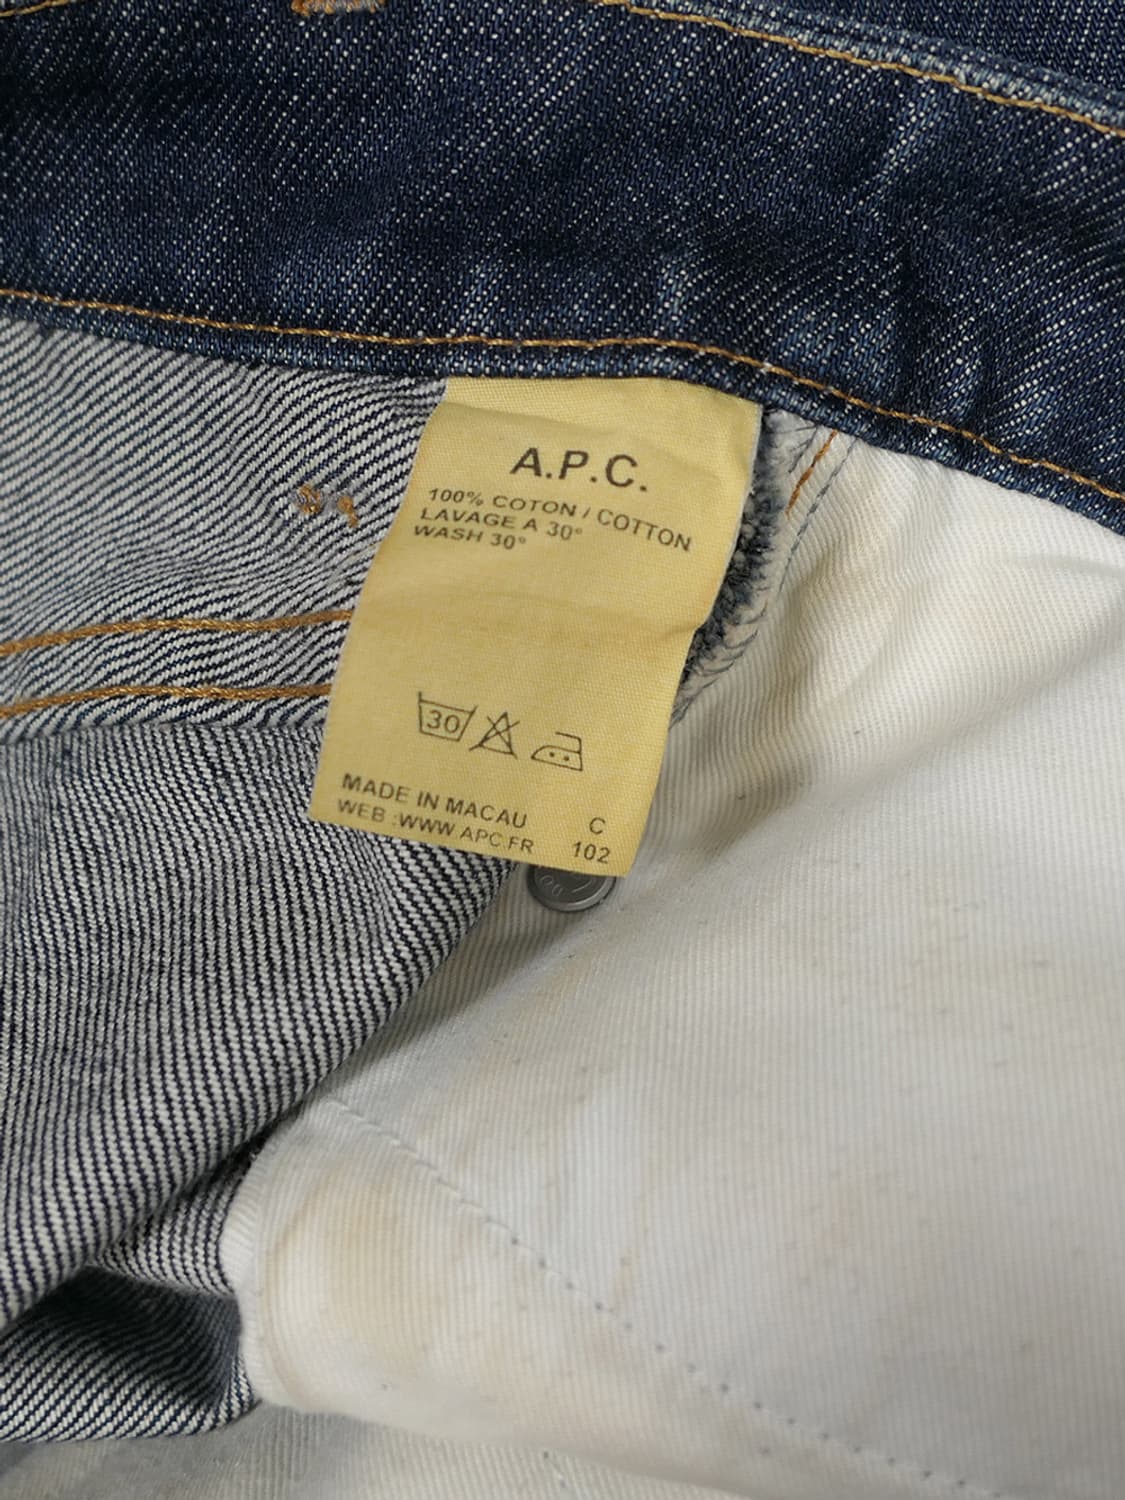 A.P.C.
100% COTON / COTTON
LAVAGE A 30°
WASH 30°
30
MADE IN MACAU C
WEB :WWW APC.FR 102